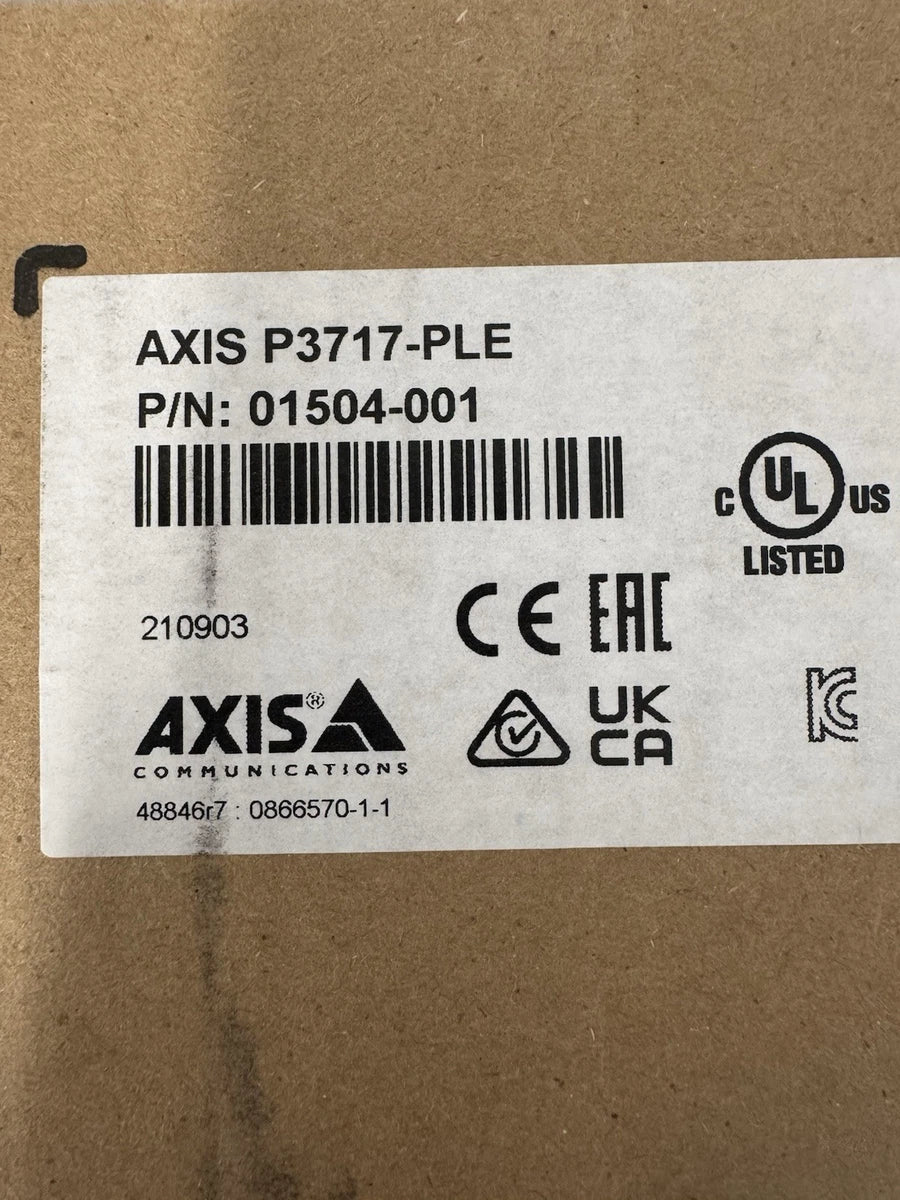 AXIS P3717-PLE
P/N: 01504-001
C UL US
LISTED
210903
CE EAC
AXIS®
COMMUNICATIONS
UK
CA
KC
48846r7 : 0866570-1-1